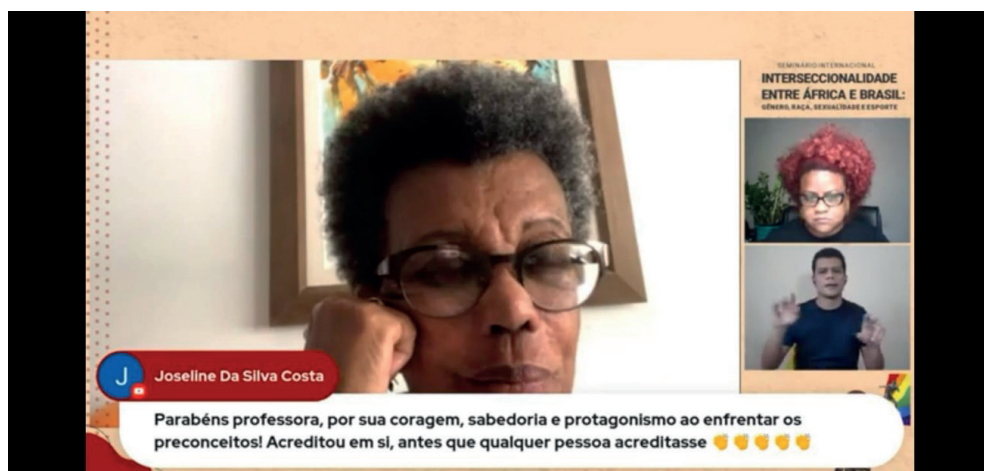 SEMINÁRIO INTERNACIONAL
INTERSECCIONALIDADE
ENTRE ÁFRICA E BRASIL:
GÊNERO, RAÇA, SEXUALIDADE E ESPORTE
J
Joseline Da Silva Costa
Parabéns professora, por sua coragem, sabedoria e protagonismo ao enfrentar os
preconceitos! Acreditou em si, antes que qualquer pessoa acreditasse 👏👏👏👏👏